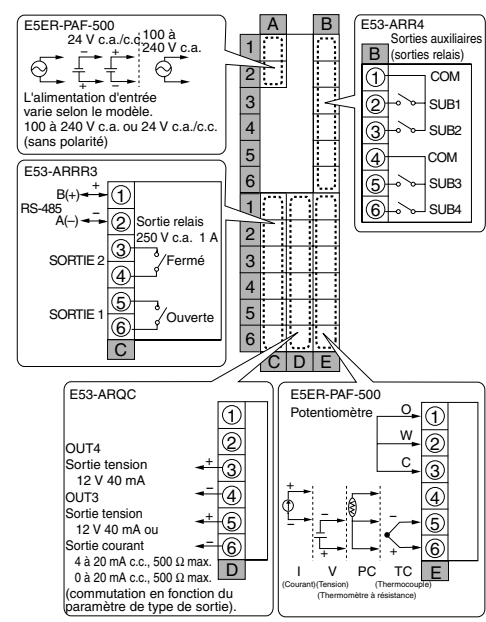 E5ER-PAF-500
24 V c.a./c.c
100 à
240 V c.a.
L'alimentation d'entrée
varie selon le modèle.
100 à 240 V c.a. ou 24 V c.a./c.c.
(sans polarité)
A
B
1
2
3
4
5
6
1
2
3
4
5
6
C D E
E53-ARR4
Sorties auxiliaires
(sorties relais)
B
1 COM
2 SUB1
3 SUB2
4 COM
5 SUB3
6 SUB4
E53-ARRR3
B(+) + 1
RS-485
A(−) − 2
Sortie relais
250 V c.a. 1 A
3
SORTIE 2 Fermé
4
5
SORTIE 1 Ouverte
6
C
E53-ARQC
1
2
OUT4
Sortie tension + 3
12 V 40 mA
− 4
OUT3
Sortie tension + 5
12 V 40 mA ou
Sortie courant − 6
4 à 20 mA c.c., 500 Ω max.
0 à 20 mA c.c., 500 Ω max.
D
(commutation en fonction du
paramètre de type de sortie).
E5ER-PAF-500
Potentiomètre
O 1
W 2
C 3
4
5
6
+ − − + − +
I V PC TC
E
(Courant) (Tension) (Thermocouple)
(Thermomètre à résistance)